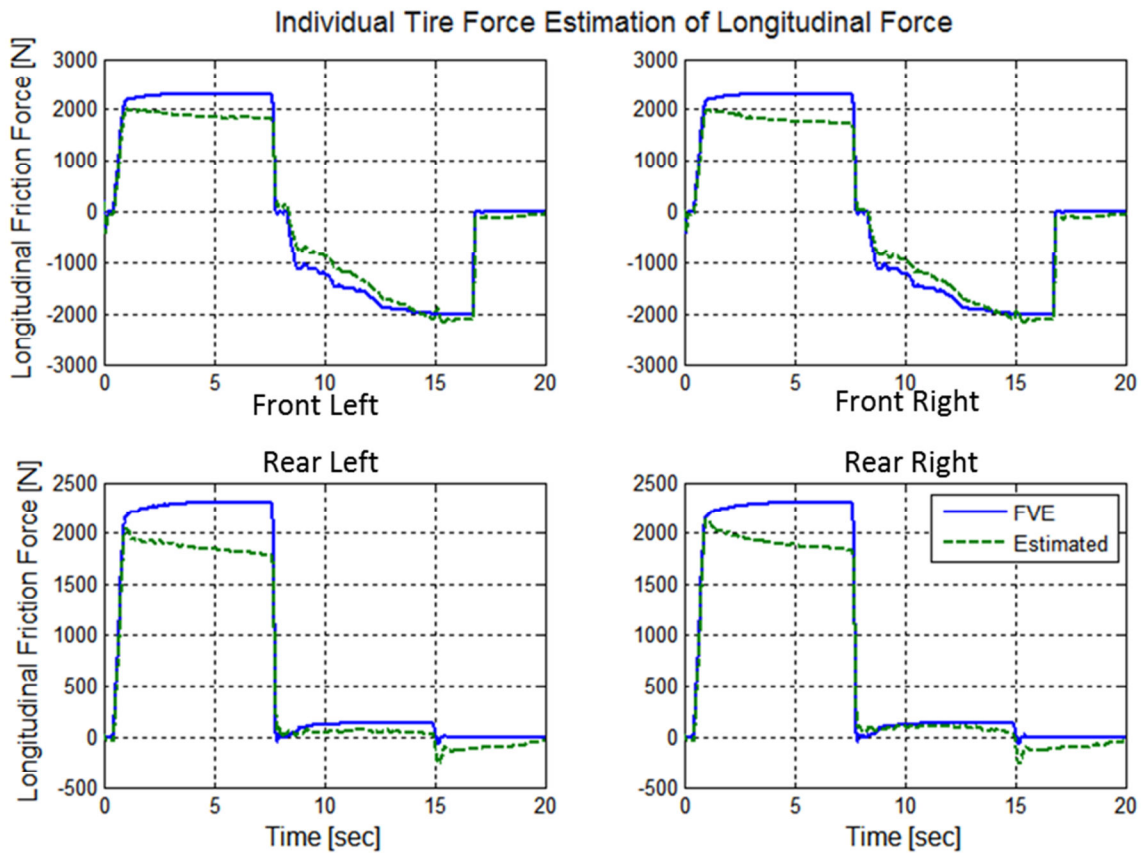 Individual Tire Force Estimation of Longitudinal Force
Longitudinal Friction Force [N]
3000
2000
1000
0
-1000
-2000
-3000
0 5 10 15 20
Front Left
3000
2000
1000
0
-1000
-2000
-3000
0 5 10 15 20
Front Right
Rear Left
Longitudinal Friction Force [N]
2500
2000
1500
1000
500
0
-500
0 5 10 15 20
Time [sec]
Rear Right
2500
2000
1500
1000
500
0
-500
0 5 10 15 20
Time [sec]
FVE
Estimated